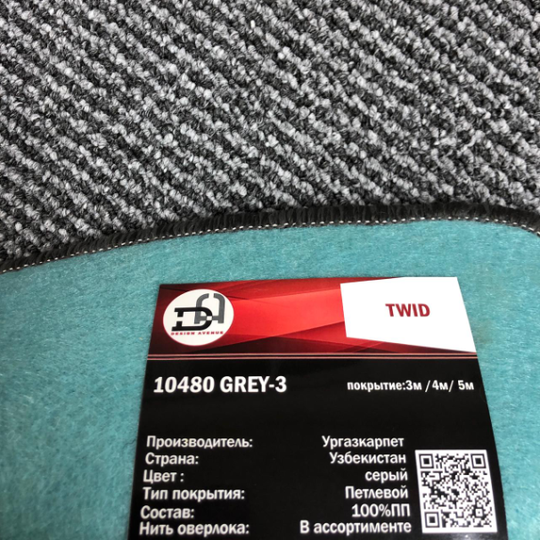 DA
DESIGN AVENUE
TWID
10480 GREY-3
покрытие:3м /4м/ 5м
Производитель: Ургазкарпет
Страна: Узбекистан
Цвет : серый
Тип покрытия: Петлевой
Состав: 100%ПП
Нить оверлока: В ассортименте